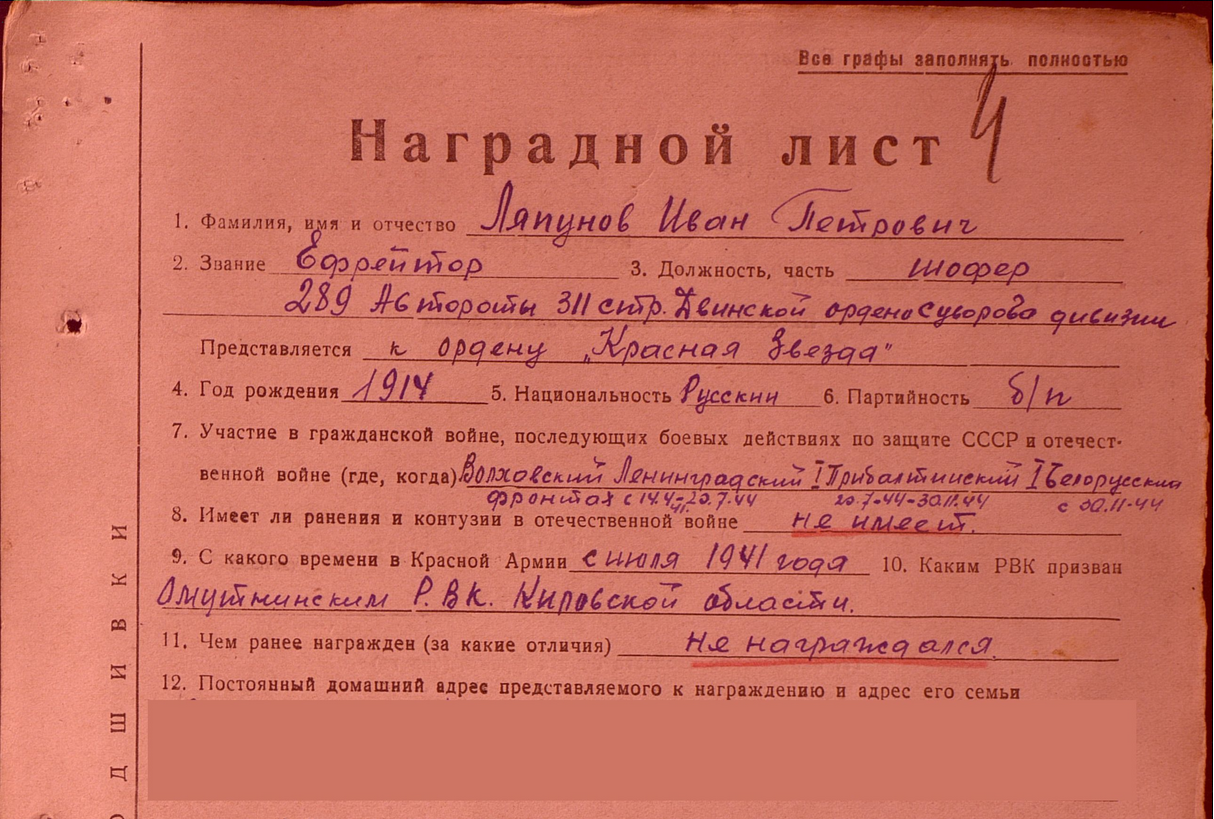 Все графы заполнять полностью
4
Наградной лист
1. Фамилия, имя и отчество Ляпунов Иван Петрович
2. Звание Ефрейтор 3. Должность, часть шофер
289 Автороты 311 стр. Двинской ордена Суворова дивизии
Представляется к ордену „Красная Звезда"
4. Год рождения 1914 5. Национальность Русский 6. Партийность б/п
7. Участие в гражданской войне, последующих боевых действиях по защите СССР и отечест-
венной войне (где, когда) Волховский Ленинградский I Прибалтийский I Белорусский
фронтах с 14.4-20.7.44 20.7-44-30.11.44 с 30.11-44
8. Имеет ли ранения и контузии в отечественной войне не имеет.
9. С какого времени в Красной Армии с июля 1941 года 10. Каким РВК призван
Омутнинским Р.В.К. Кировской области.
11. Чем ранее награжден (за какие отличия) не награждался.
12. Постоянный домашний адрес представляемого к награждению и адрес его семьи
ДШИВКИ